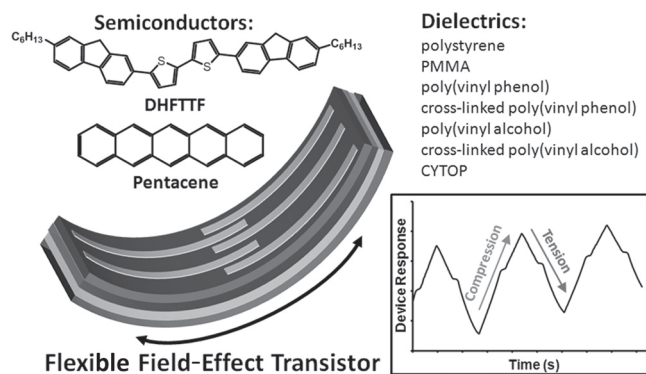 Semiconductors:
C₆H₁₃
S
S
C₆H₁₃
DHFTTF
Pentacene
Flexible Field-Effect Transistor
Dielectrics:
polystyrene
PMMA
poly(vinyl phenol)
cross-linked poly(vinyl phenol)
poly(vinyl alcohol)
cross-linked poly(vinyl alcohol)
CYTOP
Device Response
Compression
Tension
Time (s)